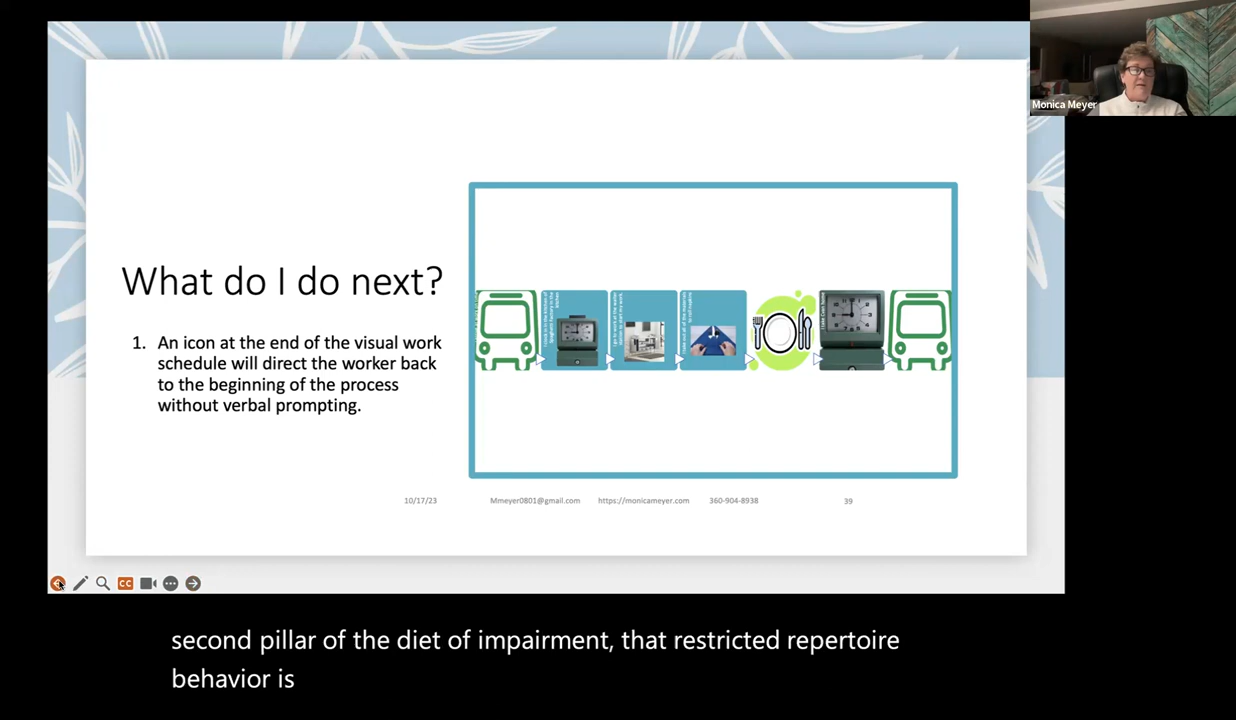 Monica Meyer
What do I do next?
1. An icon at the end of the visual work
schedule will direct the worker back
to the beginning of the process
without verbal prompting.
10/17/23 Mmeyer0801@gmail.com https://monicameyer.com 360-904-8938 39
CC
second pillar of the diet of impairment, that restricted repertoire
behavior is